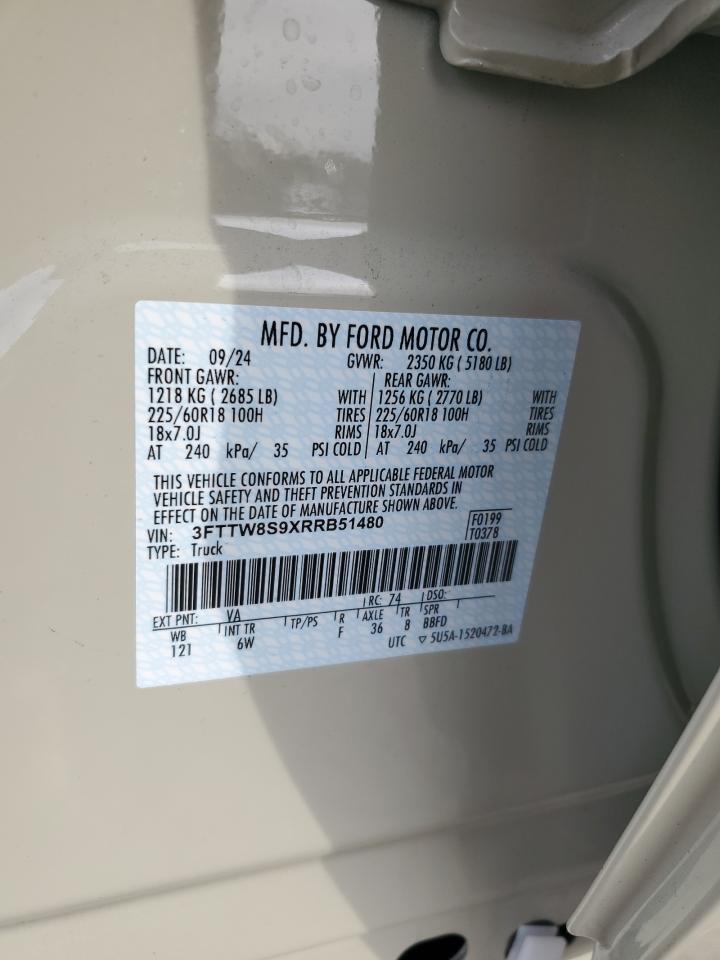 MFD. BY FORD MOTOR CO.
DATE: 09/24 GVWR: 2350 KG ( 5180 LB)
FRONT GAWR: REAR GAWR:
1218 KG ( 2685 LB) WITH 1256 KG ( 2770 LB) WITH
225/60R18 100H TIRES 225/60R18 100H TIRES
18x7.0J RIMS 18x7.0J RIMS
AT 240 kPa/ 35 PSI COLD AT 240 kPa/ 35 PSI COLD
THIS VEHICLE CONFORMS TO ALL APPLICABLE FEDERAL MOTOR
VEHICLE SAFETY AND THEFT PREVENTION STANDARDS IN
EFFECT ON THE DATE OF MANUFACTURE SHOWN ABOVE.
VIN: 3FTTW8S9XRRB51480 F0199
TYPE: Truck T0378
EXT PNT: VA RC: 74 DSO:
WB INT TR TP/PS R AXLE TR SPR
121 6W F 36 8 BBFD
UTC ▽ 5U5A-1520472-BA